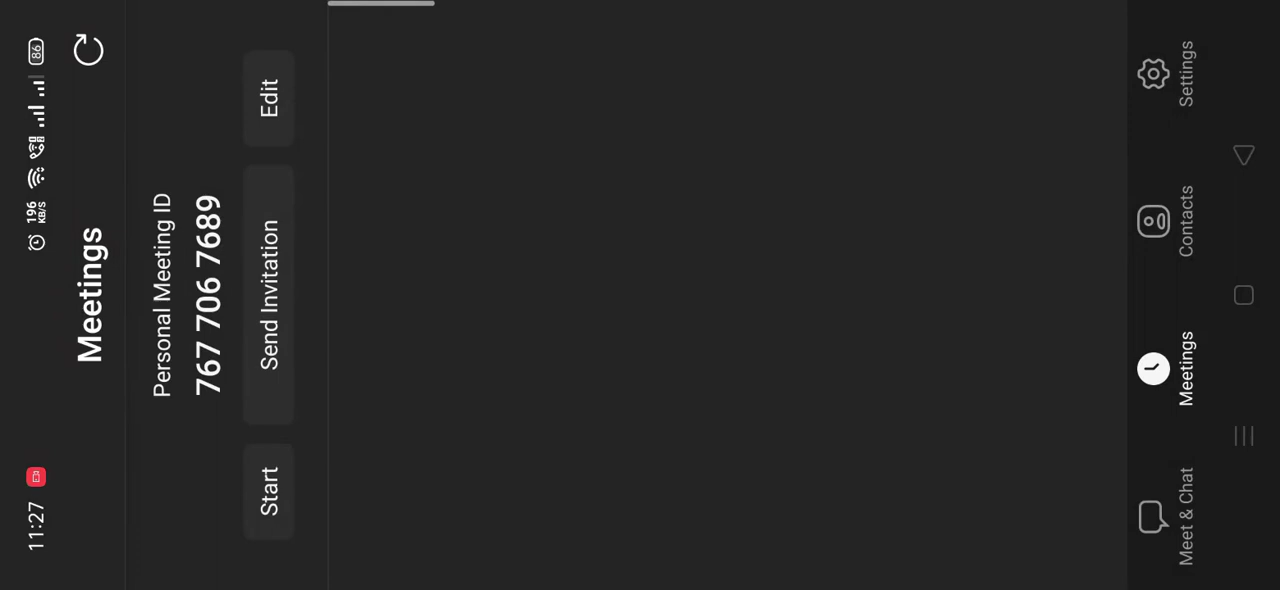 11:27
196
KB/S
86
Meetings
Personal Meeting ID
767 706 7689
Start
Send Invitation
Edit
Meet & Chat
Meetings
Contacts
Settings